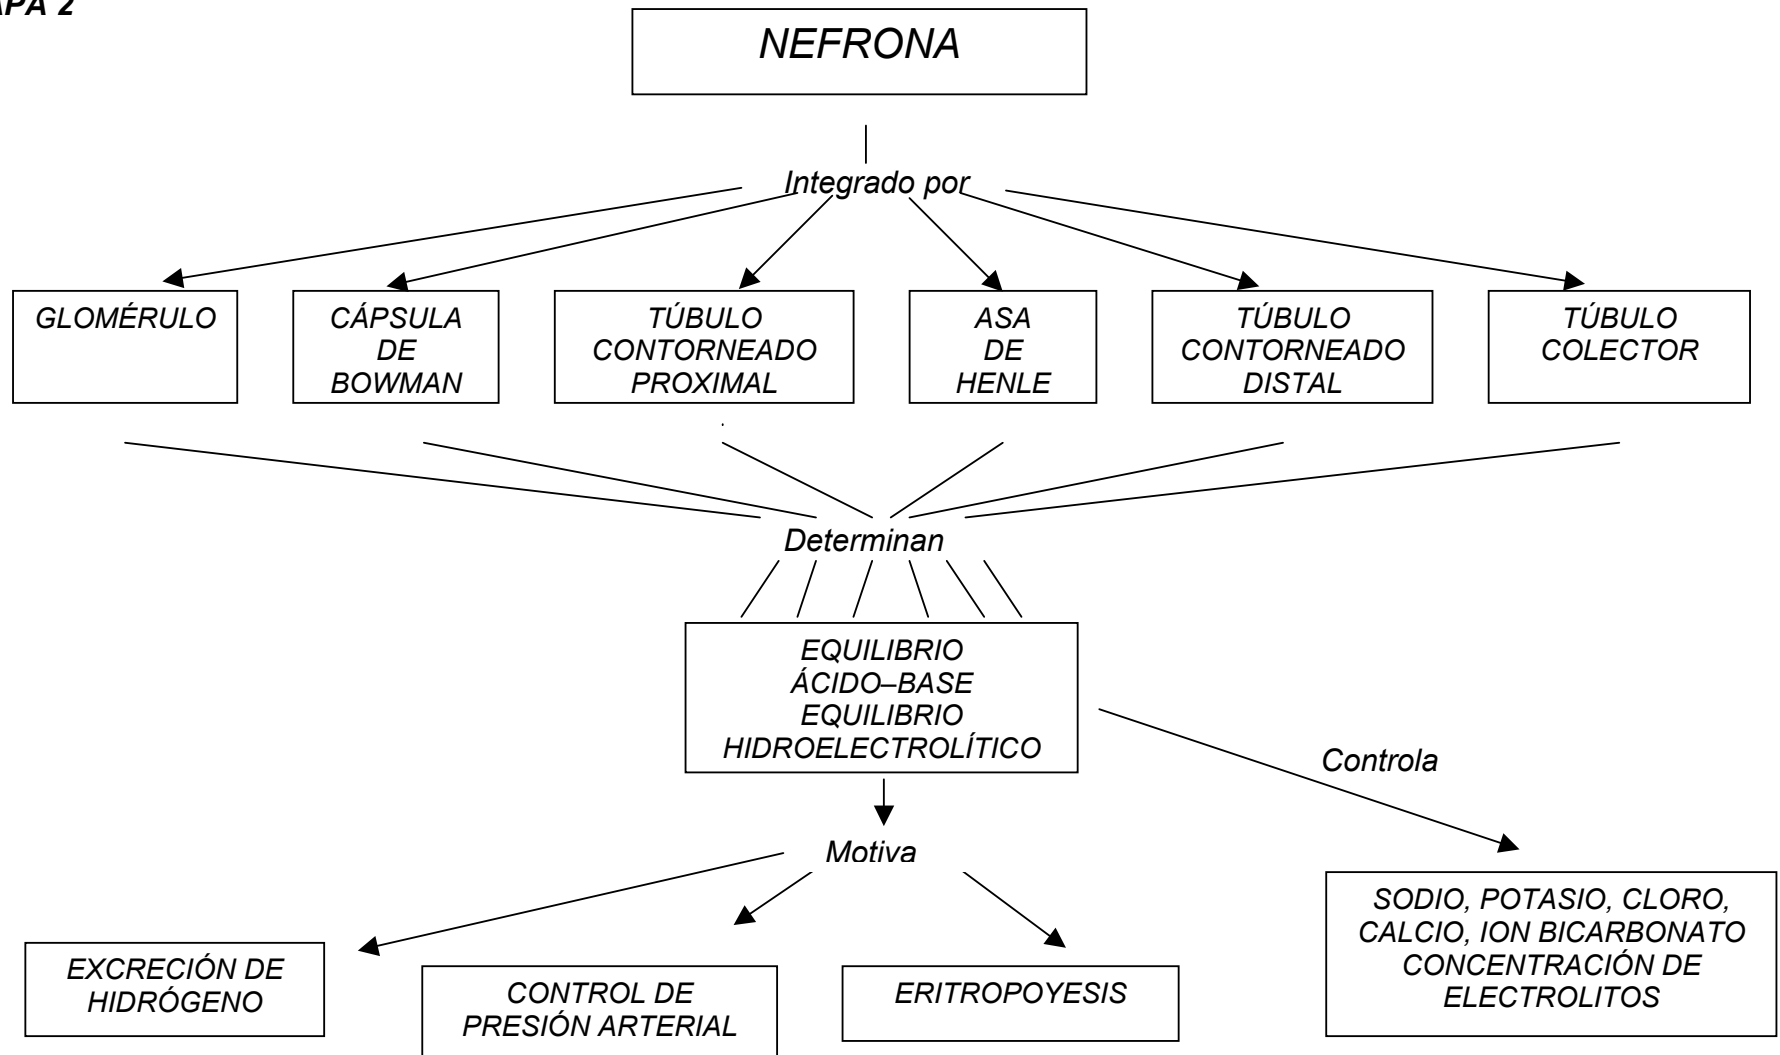 APA 2
NEFRONA
Integrado por
GLOMÉRULO
CÁPSULA
DE
BOWMAN
TÚBULO
CONTORNEADO
PROXIMAL
ASA
DE
HENLE
TÚBULO
CONTORNEADO
DISTAL
TÚBULO
COLECTOR
Determinan
EQUILIBRIO
ÁCIDO–BASE
EQUILIBRIO
HIDROELECTROLÍTICO
Controla
Motiva
EXCRECIÓN DE
HIDRÓGENO
CONTROL DE
PRESIÓN ARTERIAL
ERITROPOYESIS
SODIO, POTASIO, CLORO,
CALCIO, ION BICARBONATO
CONCENTRACIÓN DE
ELECTROLITOS